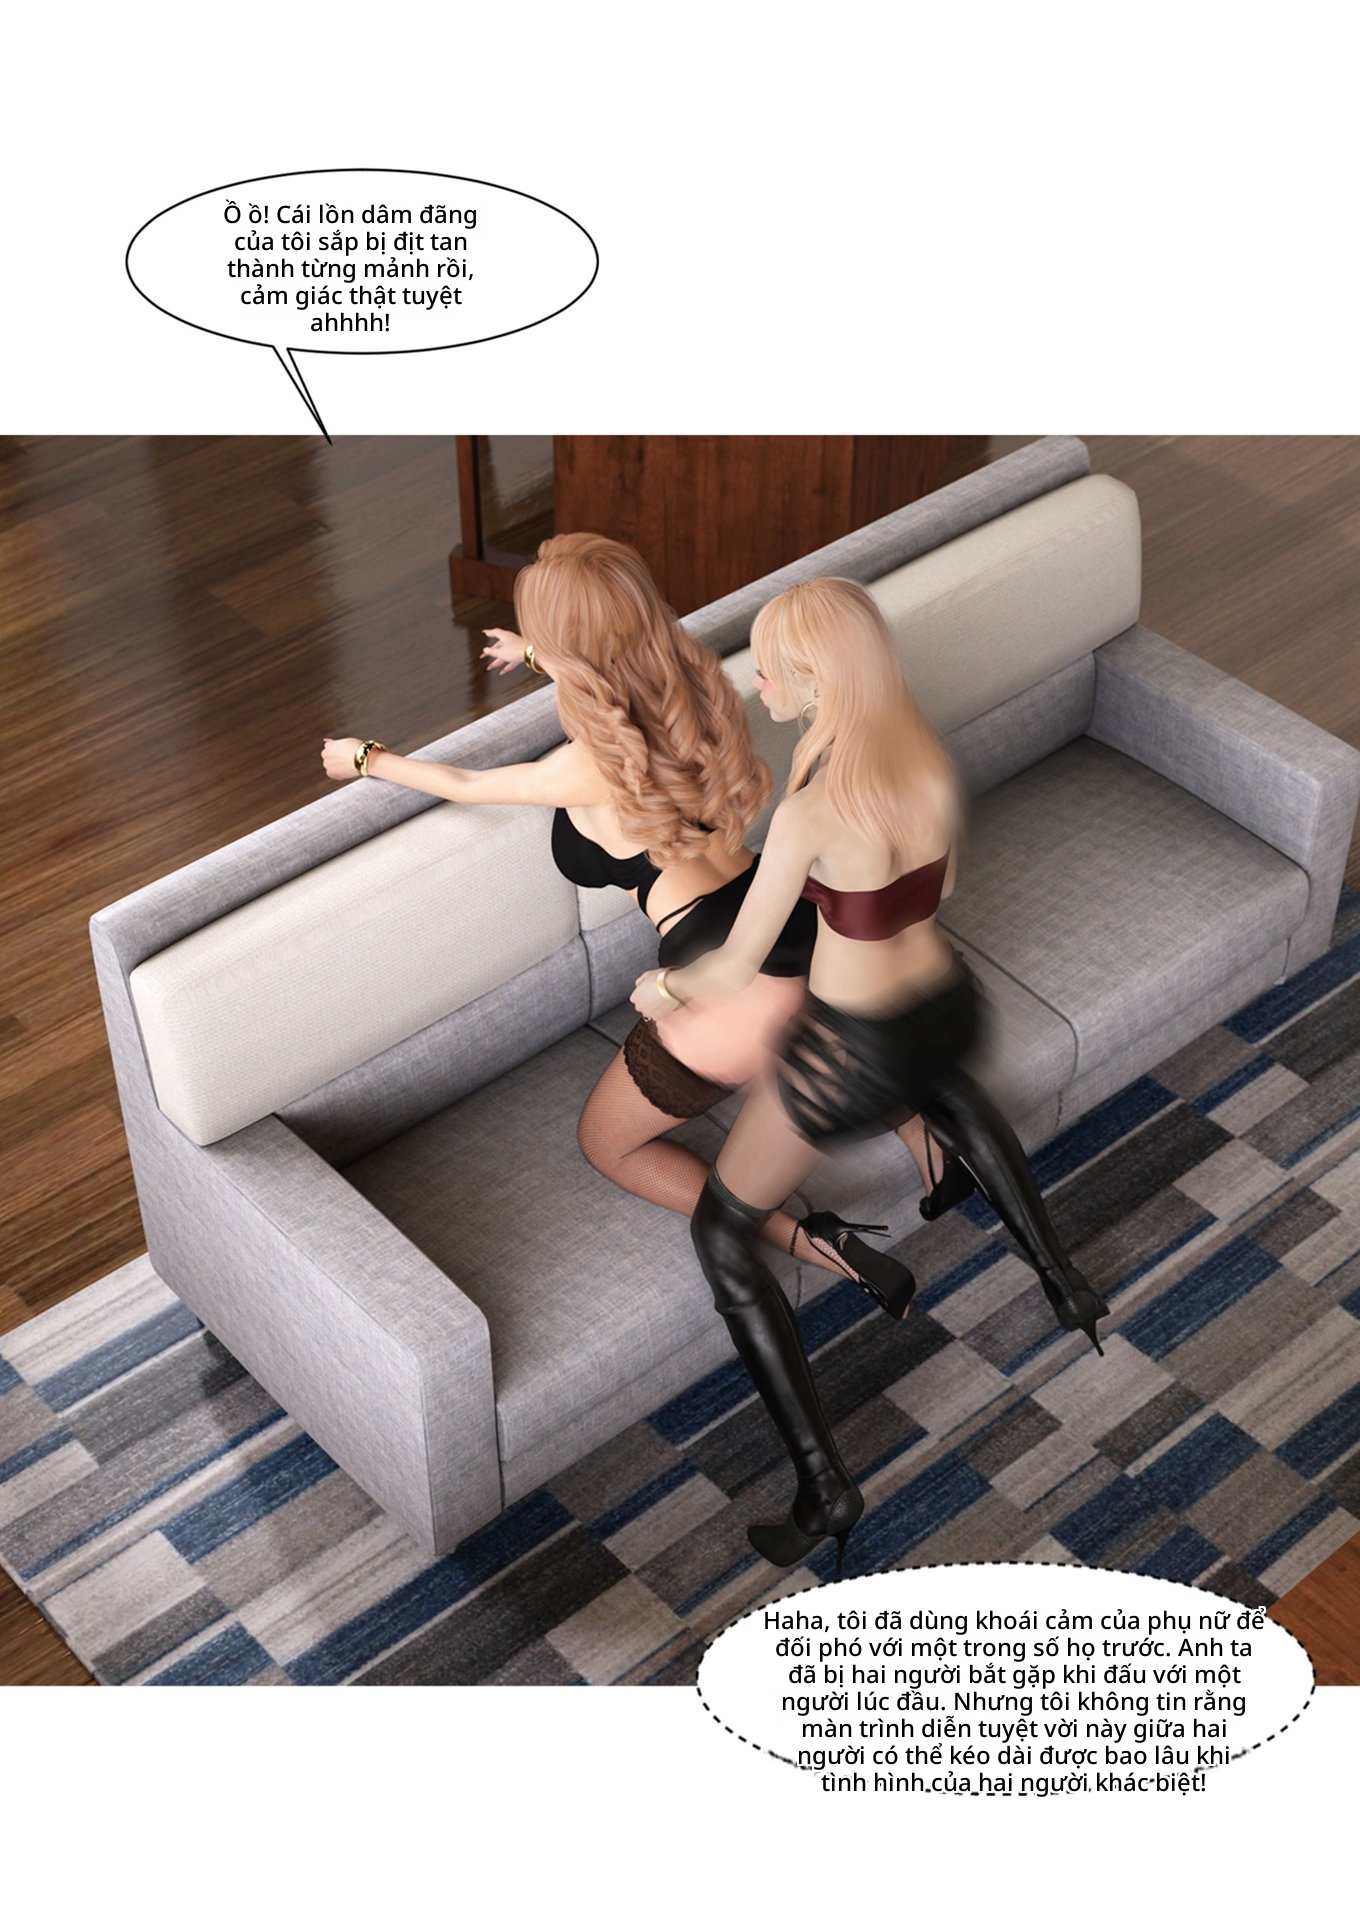 Ồ ồ! Cái lồn dâm đãng
của tôi sắp bị địt tan
thành từng mảnh rồi,
cảm giác thật tuyệt
ahhhh!
Haha, tôi đã dùng khoái cảm của phụ nữ để
đối phó với một trong số họ trước. Anh ta
đã bị hai người bắt gặp khi đấu với một
người lúc đầu. Nhưng tôi không tin rằng
màn trình diễn tuyệt vời này giữa hai
người có thể kéo dài được bao lâu khi
tình hình của hai người khác biệt!